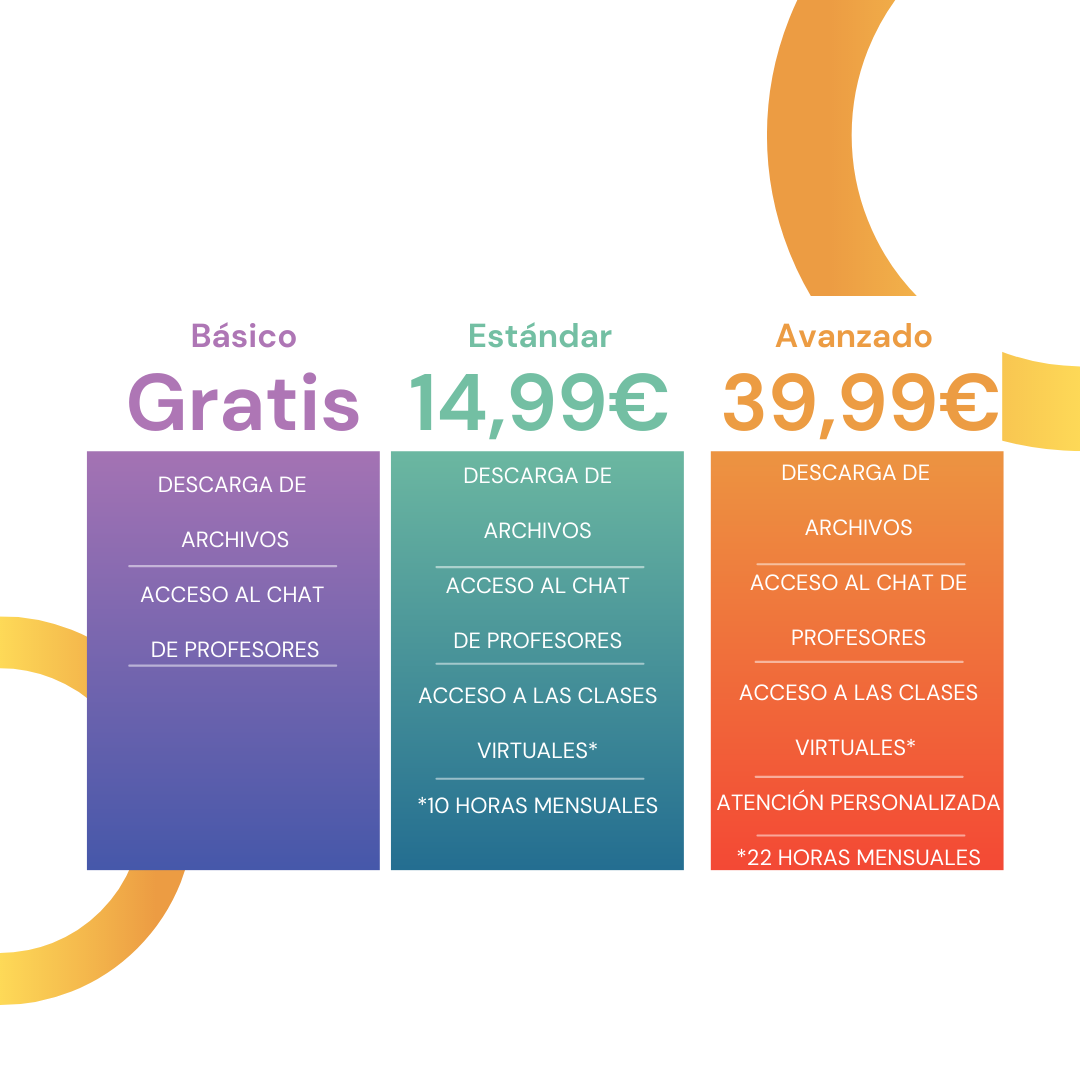 Básico
Gratis
DESCARGA DE
ARCHIVOS
ACCESO AL CHAT
DE PROFESORES
Estándar
14,99€
DESCARGA DE
ARCHIVOS
ACCESO AL CHAT
DE PROFESORES
ACCESO A LAS CLASES
VIRTUALES*
*10 HORAS MENSUALES
Avanzado
39,99€
DESCARGA DE
ARCHIVOS
ACCESO AL CHAT DE
PROFESORES
ACCESO A LAS CLASES
VIRTUALES*
ATENCIÓN PERSONALIZADA
*22 HORAS MENSUALES